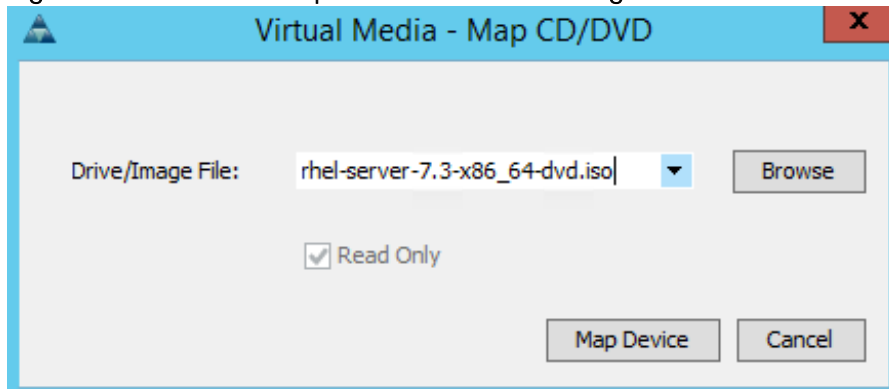 Virtual Media - Map CD/DVD
x
Drive/Image File: rhel-server-7.3-x86_64-dvd.iso Browse
Read Only
Map Device Cancel